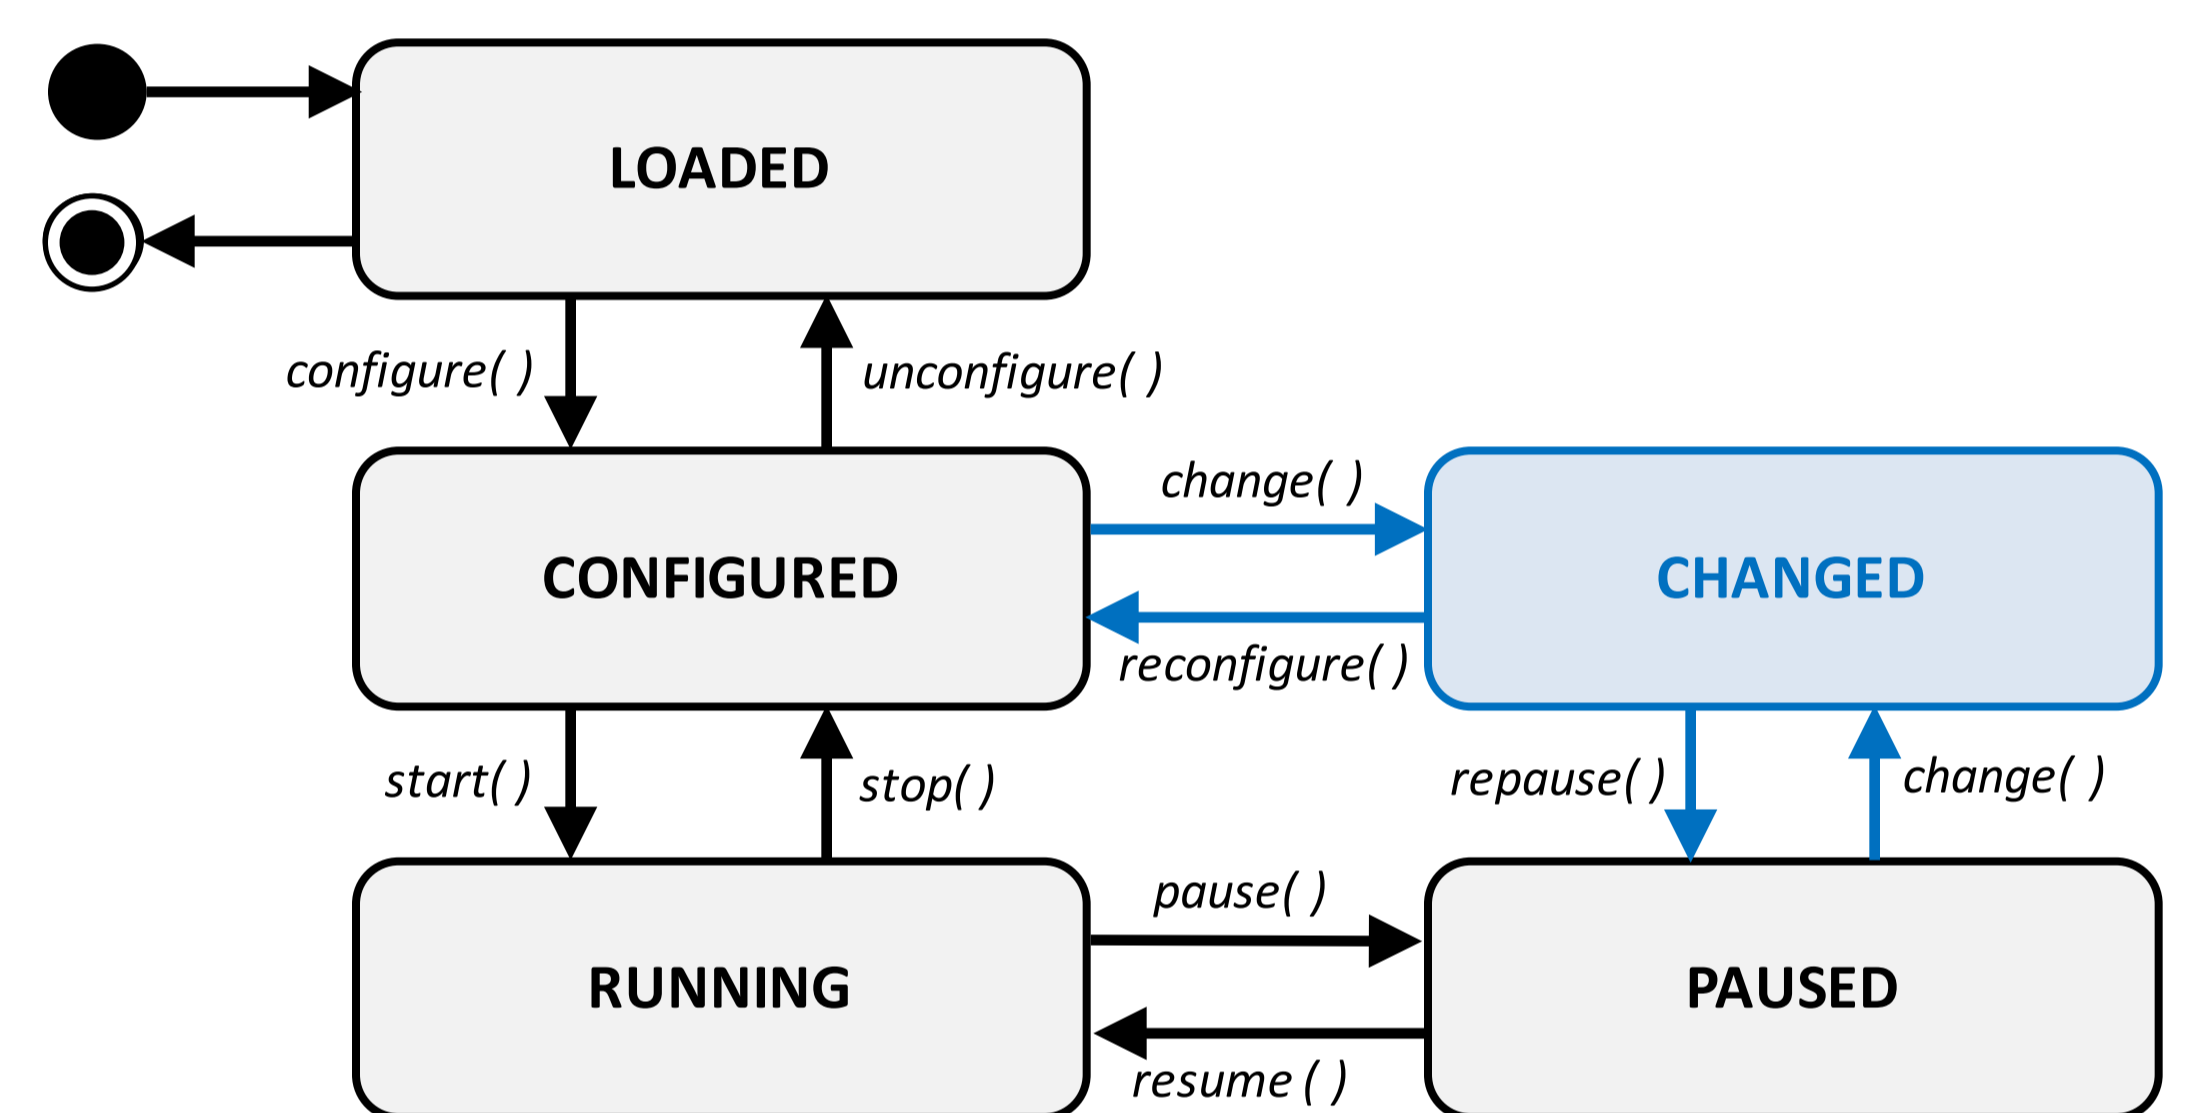 LOADED
configure( )
unconfigure( )
change( )
CONFIGURED
CHANGED
reconfigure( )
start( )
stop( )
repause( )
change( )
pause( )
RUNNING
PAUSED
resume ( )